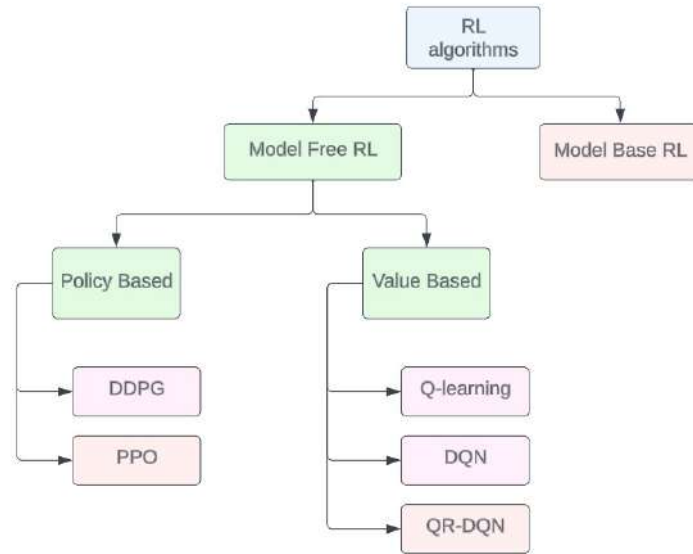 RL
algorithms
Model Free RL
Model Base RL
Policy Based
Value Based
DDPG
Q-learning
PPO
DQN
QR-DQN